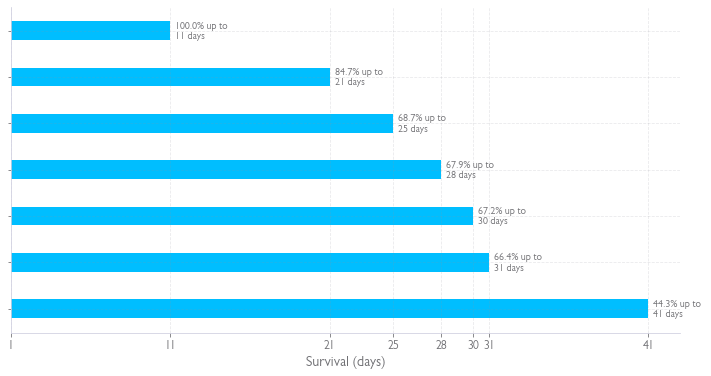 100.0% up to
11 days
84.7% up to
21 days
68.7% up to
25 days
67.9% up to
28 days
67.2% up to
30 days
66.4% up to
31 days
44.3% up to
41 days
1 11 21 25 28 30 31 41
Survival (days)